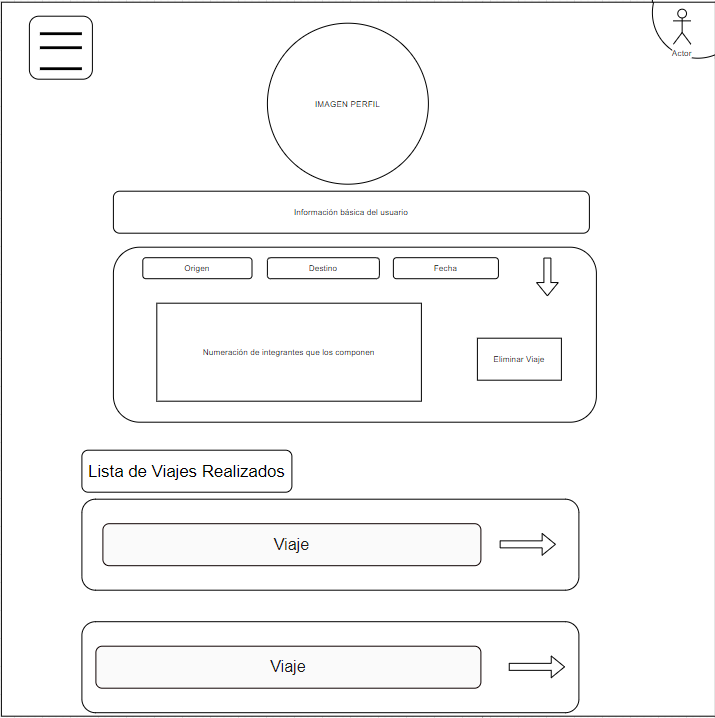 Actor
IMAGEN PERFIL
Información básica del usuario
Origen
Destino
Fecha
Numeración de integrantes que los componen
Eliminar Viaje
Lista de Viajes Realizados
Viaje
Viaje